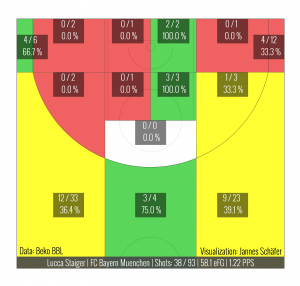 0 / 2
0.0 %
0 / 1
0.0 %
2 / 2
100.0 %
0 / 1
0.0 %
4 / 6
66.7 %
4 / 12
33.3 %
0 / 2
0.0 %
0 / 1
0.0 %
3 / 3
100.0 %
1 / 3
33.3 %
0 / 0
0.0 %
12 / 33
36.4 %
3 / 4
75.0 %
9 / 23
39.1 %
Data: Beko BBL
Visualization: Jannes Schäfer
Lucca Staiger | FC Bayern Muenchen | Shots: 38 / 93 | 58.1 eFG | 1.22 PPS